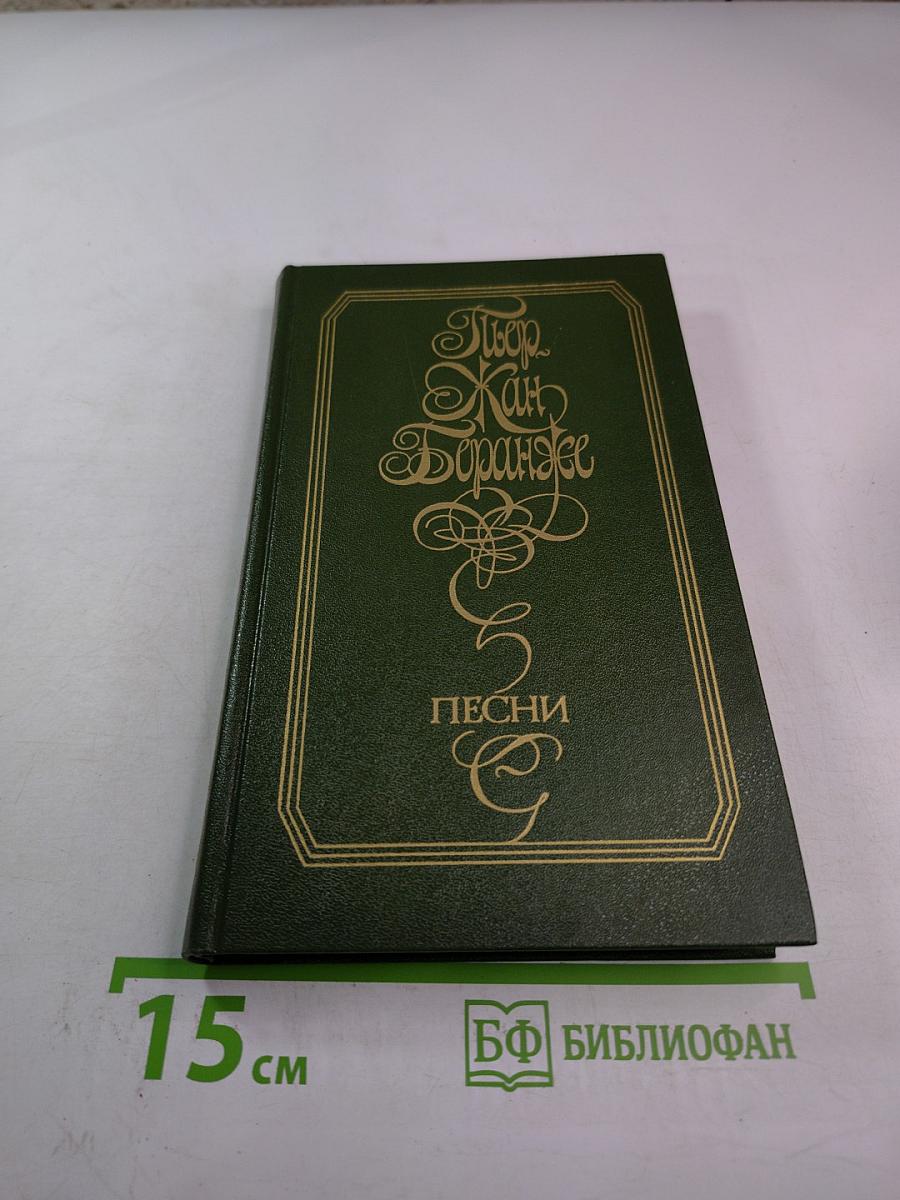 Пьер-
Жан
Беранже
ПЕСНИ
15 см
БФ БИБЛИОФАН